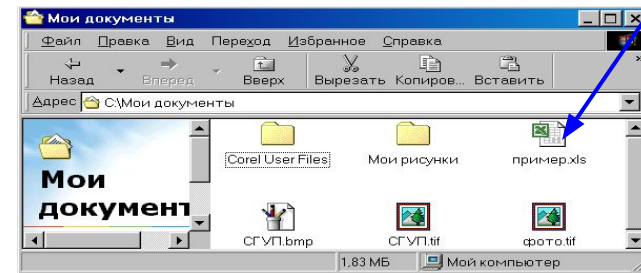 Мои документы
Файл Правка Вид Переход Избранное Справка
Назад Вперед Вверх Вырезать Копиров... Вставить »
Адрес C:\Мои документы
Corel User Files Мои рисунки пример.xls
Мои
документ
СГУП.bmp СГУП.tif фото.tif
1,83 МБ Мой компьютер